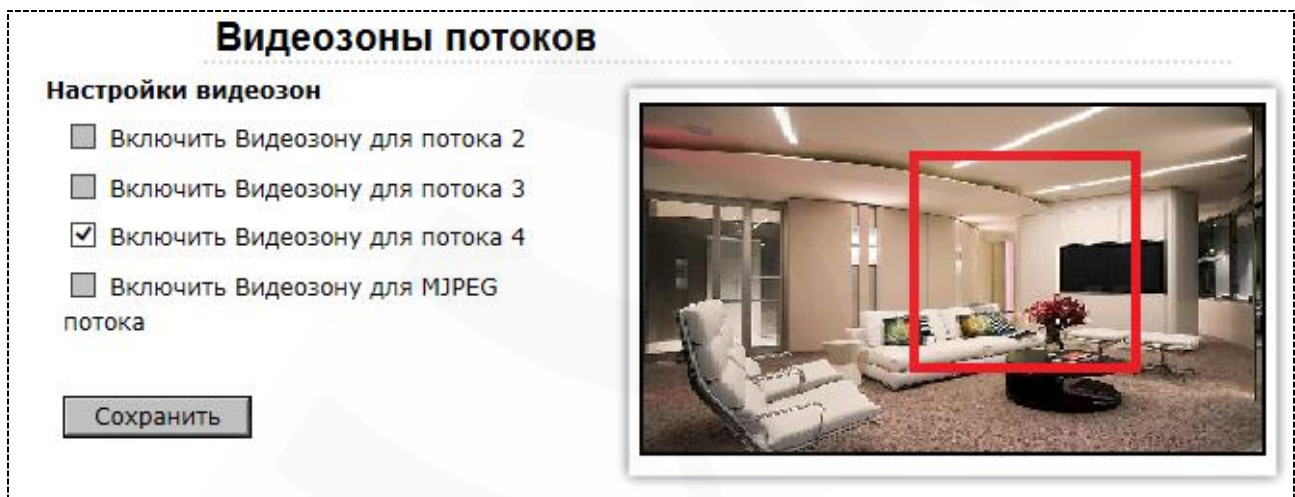 Видеозоны потоков
Настройки видеозон
Включить Видеозону для потока 2
Включить Видеозону для потока 3
Включить Видеозону для потока 4
Включить Видеозону для MJPEG
потока
Сохранить